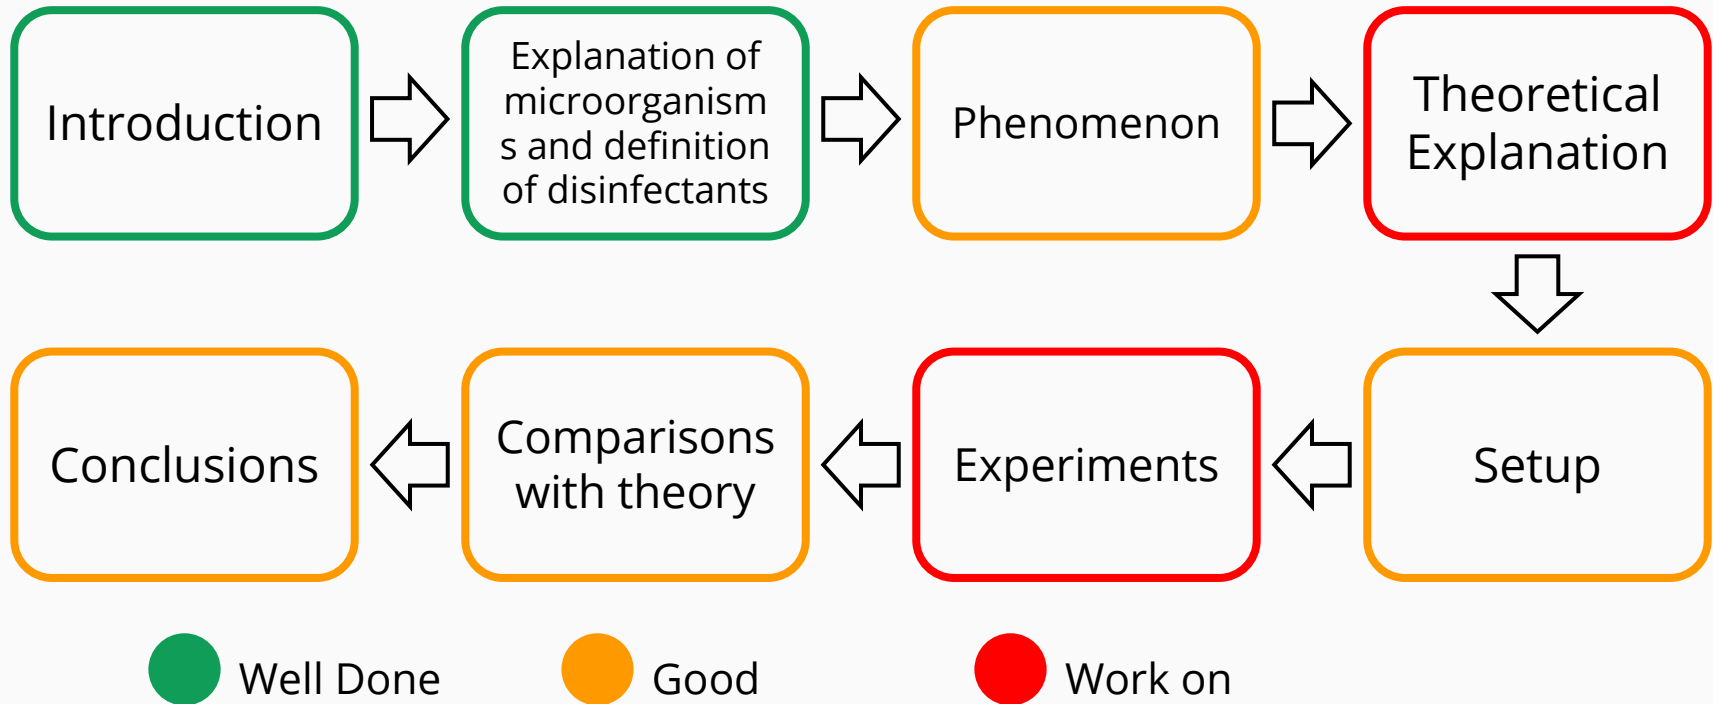 Introduction
Explanation of
microorganism
s and definition
of disinfectants
Phenomenon
Theoretical
Explanation
Setup
Experiments
Comparisons
with theory
Conclusions
Well Done
Good
Work on